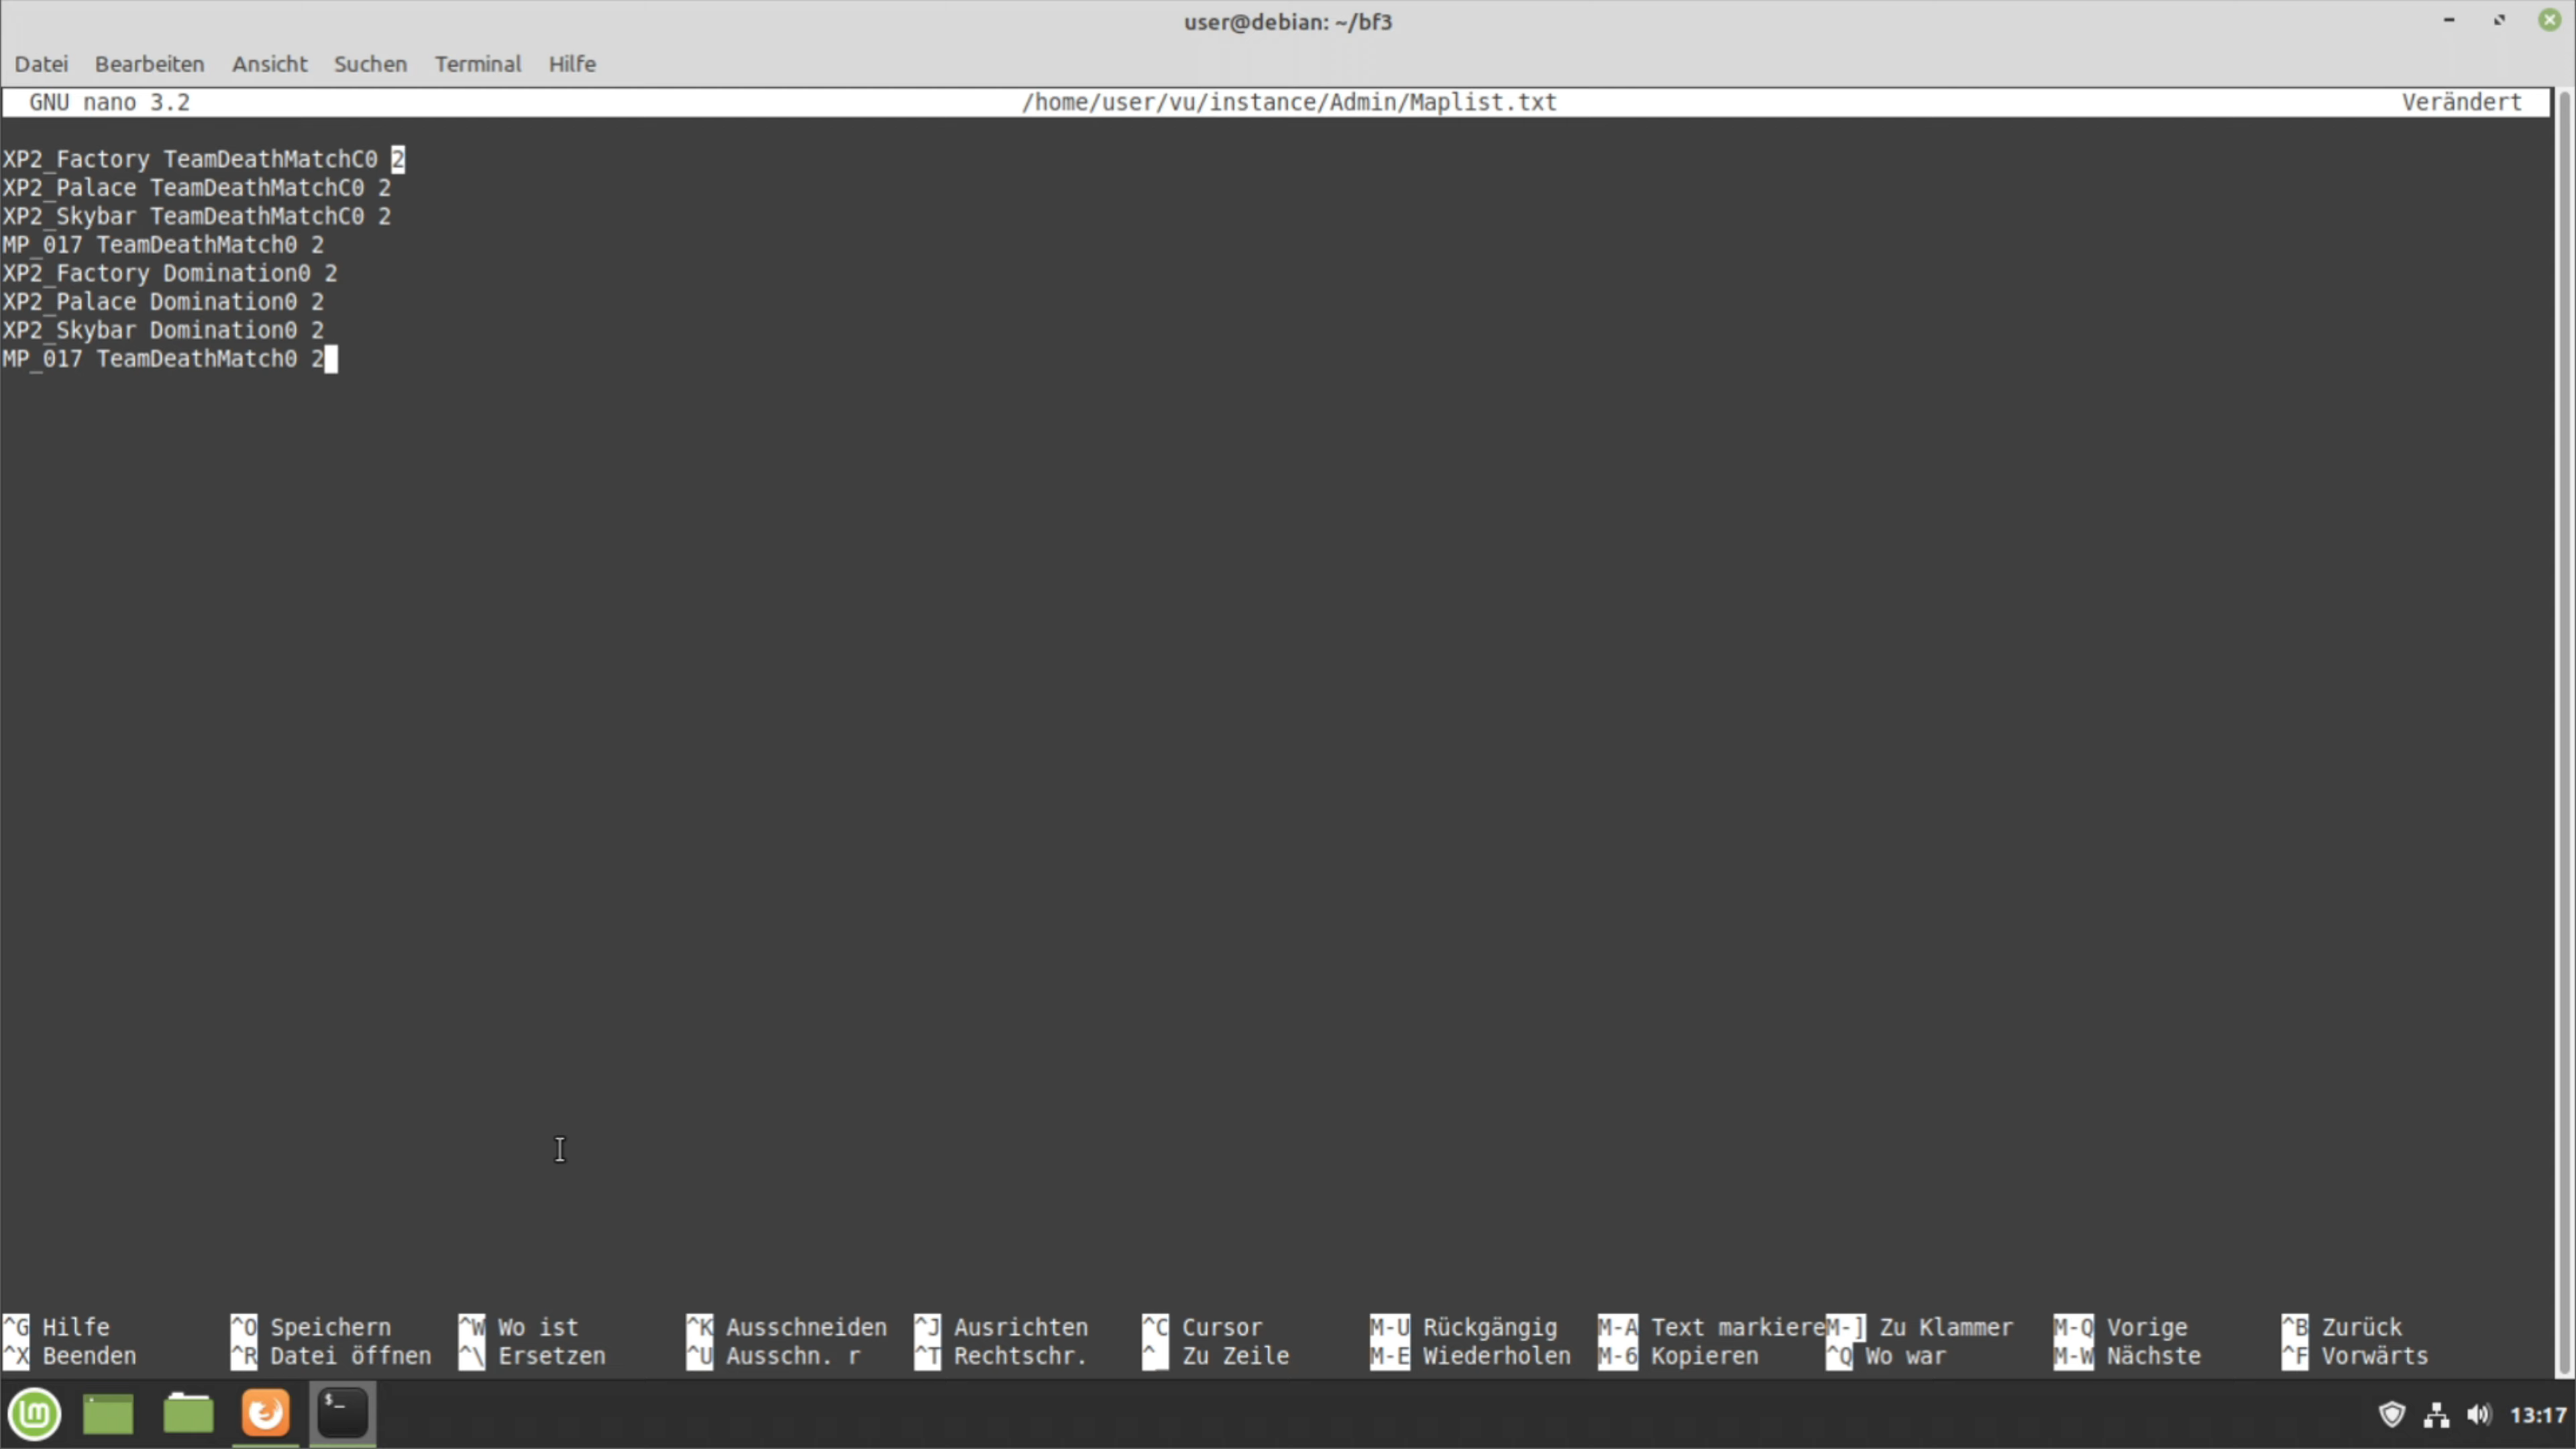 user@debian: ~/bf3
Datei Bearbeiten Ansicht Suchen Terminal Hilfe
GNU nano 3.2 /home/user/vu/instance/Admin/Maplist.txt Verändert
XP2_Factory TeamDeathMatchC0 2
XP2_Palace TeamDeathMatchC0 2
XP2_Skybar TeamDeathMatchC0 2
MP_017 TeamDeathMatch0 2
XP2_Factory Domination0 2
XP2_Palace Domination0 2
XP2_Skybar Domination0 2
MP_017 TeamDeathMatch0 2
^G Hilfe ^O Speichern ^W Wo ist ^K Ausschneiden ^J Ausrichten ^C Cursor M-U Rückgängig M-A Text markiereM-] Zu Klammer M-Q Vorige ^B Zurück
^X Beenden ^R Datei öffnen ^\ Ersetzen ^U Ausschn. r ^T Rechtschr. ^_ Zu Zeile M-E Wiederholen M-6 Kopieren ^Q Wo war M-W Nächste ^F Vorwärts
$_
13:17